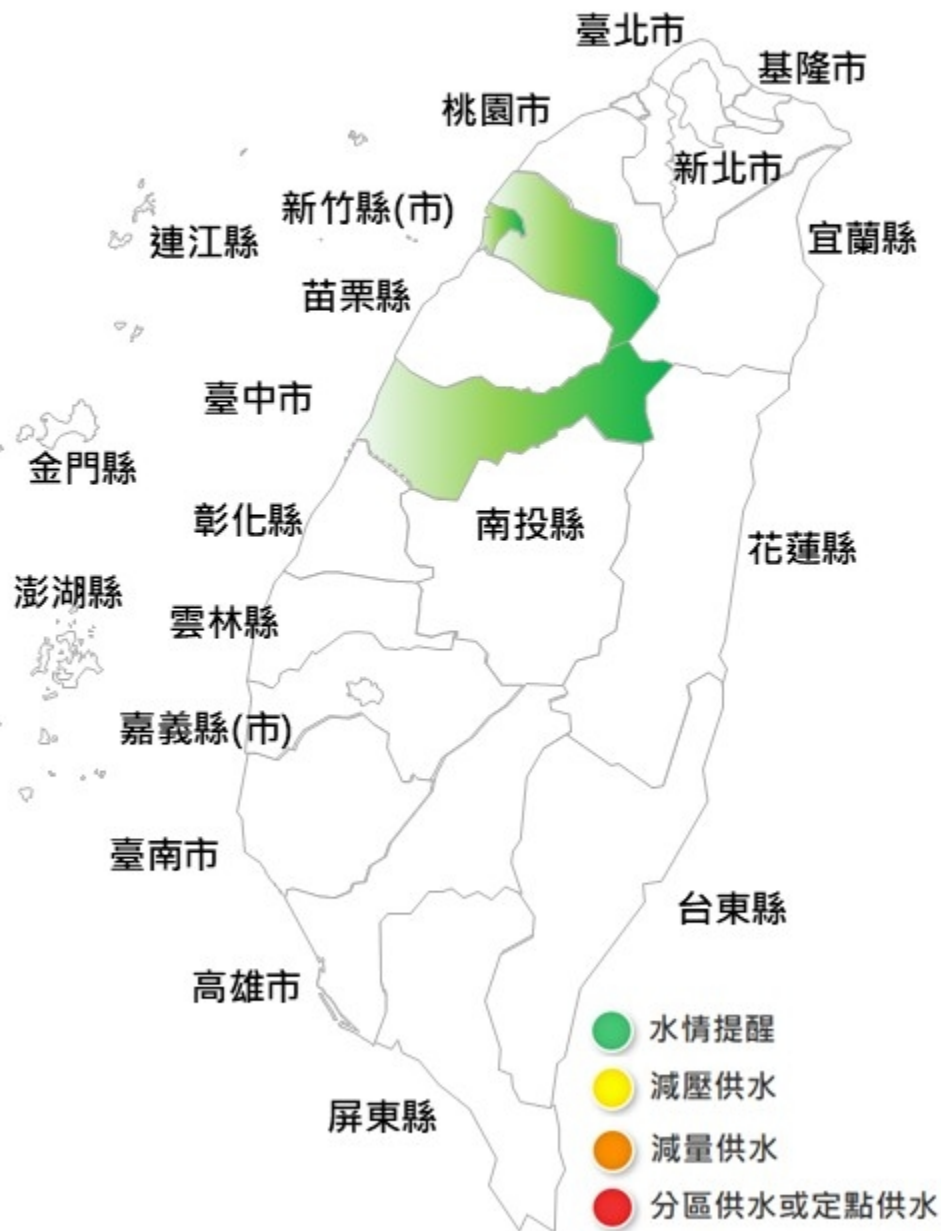 臺北市
基隆市
桃園市
新北市
新竹縣(市)
連江縣
宜蘭縣
苗栗縣
臺中市
金門縣
彰化縣
南投縣
花蓮縣
澎湖縣
雲林縣
嘉義縣(市)
臺南市
台東縣
高雄市
屏東縣
水情提醒
減壓供水
減量供水
分區供水或定點供水